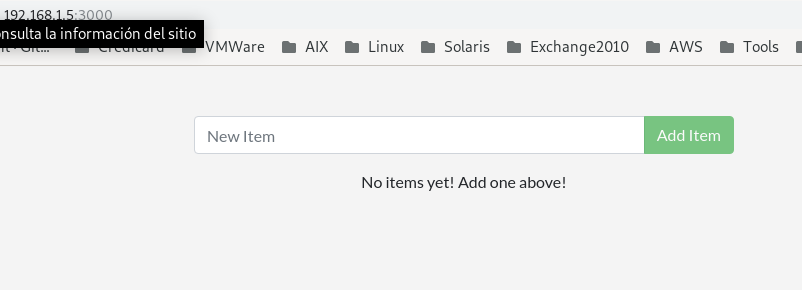 192.168.1.5:3000
onsulta la información del sitio
Git... Credicard VMWare AIX Linux Solaris Exchange2010 AWS Tools
New Item Add Item
No items yet! Add one above!